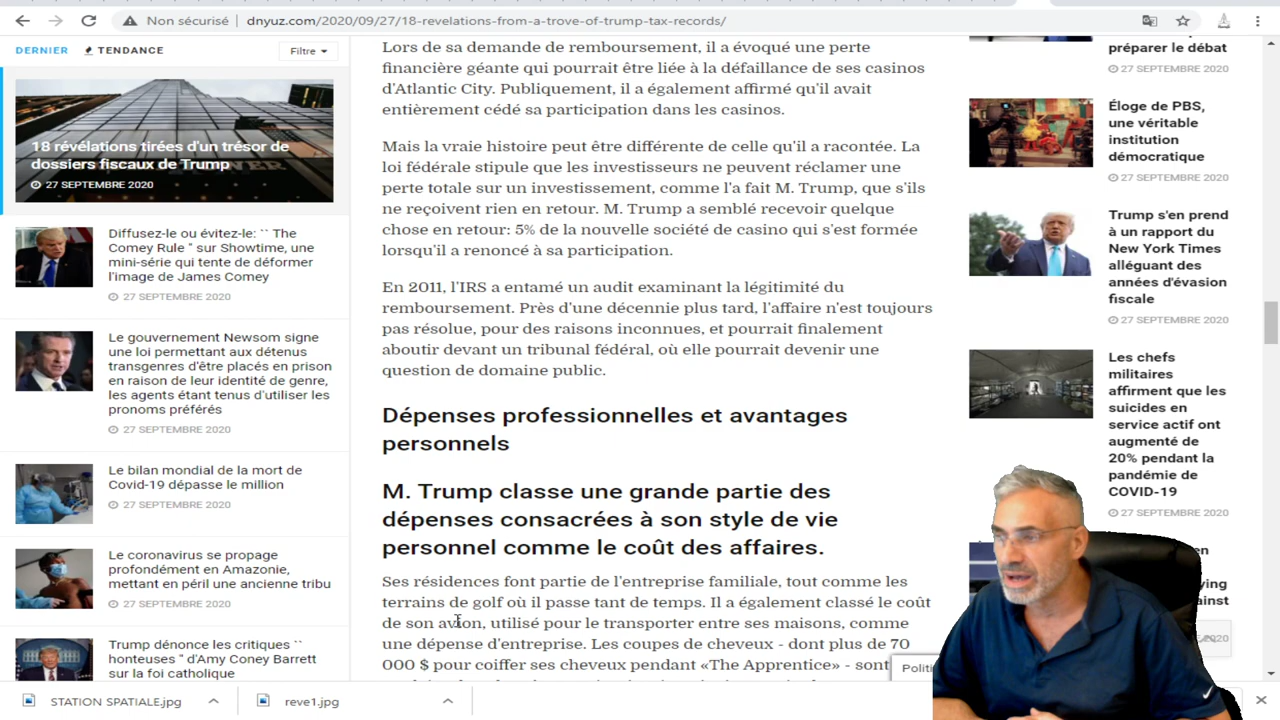 Non sécurisé | dnyuz.com/2020/09/27/18-revelations-from-a-trove-of-trump-tax-records/
DERNIER
TENDANCE
Filtre
18 révélations tirées d'un trésor de
dossiers fiscaux de Trump
27 SEPTEMBRE 2020
Diffusez-le ou évitez-le: `` The
Comey Rule '' sur Showtime, une
mini-série qui tente de déformer
l'image de James Comey
27 SEPTEMBRE 2020
Le gouvernement Newsom signe
une loi permettant aux détenus
transgenres d'être placés en prison
en raison de leur identité de genre,
les agents étant tenus d'utiliser les
pronoms préférés
27 SEPTEMBRE 2020
Le bilan mondial de la mort de
Covid-19 dépasse le million
27 SEPTEMBRE 2020
Le coronavirus se propage
profondément en Amazonie,
mettant en péril une ancienne tribu
27 SEPTEMBRE 2020
Trump dénonce les critiques ``
honteuses '' d'Amy Coney Barrett
sur la foi catholique
Lors de sa demande de remboursement, il a évoqué une perte
financière géante qui pourrait être liée à la défaillance de ses casinos
d'Atlantic City. Publiquement, il a également affirmé qu'il avait
entièrement cédé sa participation dans les casinos.
Mais la vraie histoire peut être différente de celle qu'il a racontée. La
loi fédérale stipule que les investisseurs ne peuvent réclamer une
perte totale sur un investissement, comme l'a fait M. Trump, que s'ils
ne reçoivent rien en retour. M. Trump a semblé recevoir quelque
chose en retour: 5% de la nouvelle société de casino qui s'est formée
lorsqu'il a renoncé à sa participation.
En 2011, l'IRS a entamé un audit examinant la légitimité du
remboursement. Près d'une décennie plus tard, l'affaire n'est toujours
pas résolue, pour des raisons inconnues, et pourrait finalement
aboutir devant un tribunal fédéral, où elle pourrait devenir une
question de domaine public.
Dépenses professionnelles et avantages
personnels
M. Trump classe une grande partie des
dépenses consacrées à son style de vie
personnel comme le coût des affaires.
Ses résidences font partie de l'entreprise familiale, tout comme les
terrains de golf où il passe tant de temps. Il a également classé le coût
de son avion, utilisé pour le transporter entre ses maisons, comme
une dépense d'entreprise. Les coupes de cheveux - dont plus de 70
000 $ pour coiffer ses cheveux pendant «The Apprentice» - sont
préparer le débat
27 SEPTEMBRE 2020
Éloge de PBS,
une véritable
institution
démocratique
27 SEPTEMBRE 2020
Trump s'en prend
à un rapport du
New York Times
alléguant des
années d'évasion
fiscale
27 SEPTEMBRE 2020
Les chefs
militaires
affirment que les
suicides en
service actif ont
augmenté de
20% pendant la
pandémie de
COVID-19
27 SEPTEMBRE 2020
en
Politi
STATION SPATIALE.jpg
reve1.jpg